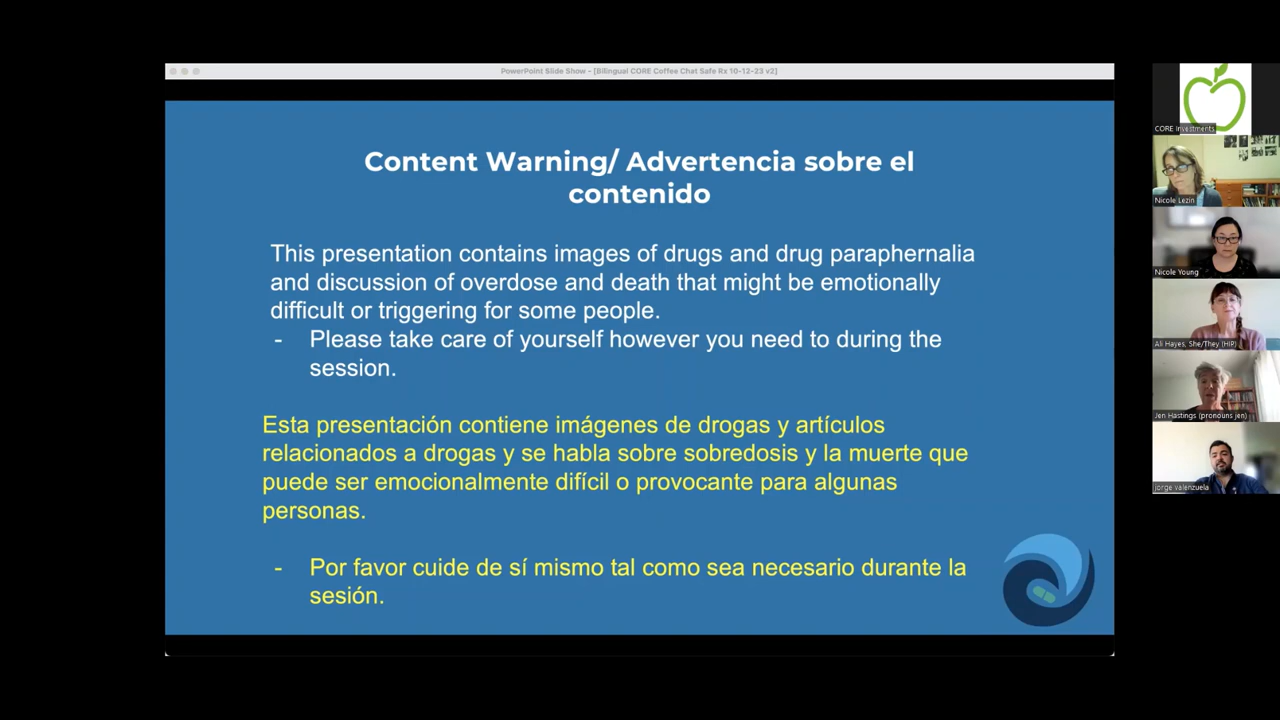 PowerPoint Slide Show - [Bilingual CORE Coffee Chat Safe Rx 10-12-23 v2]
Content Warning/ Advertencia sobre el
contenido
This presentation contains images of drugs and drug paraphernalia
and discussion of overdose and death that might be emotionally
difficult or triggering for some people.
- Please take care of yourself however you need to during the
session.
Esta presentación contiene imágenes de drogas y artículos
relacionados a drogas y se habla sobre sobredosis y la muerte que
puede ser emocionalmente difícil o provocante para algunas
personas.
- Por favor cuide de sí mismo tal como sea necesario durante la
sesión.
CORE Investments
Nicole Lezin
Nicole Young
Ali Hayes, She/They (HIP)
Jen Hastings (pronouns jen)
jorge valenzuela